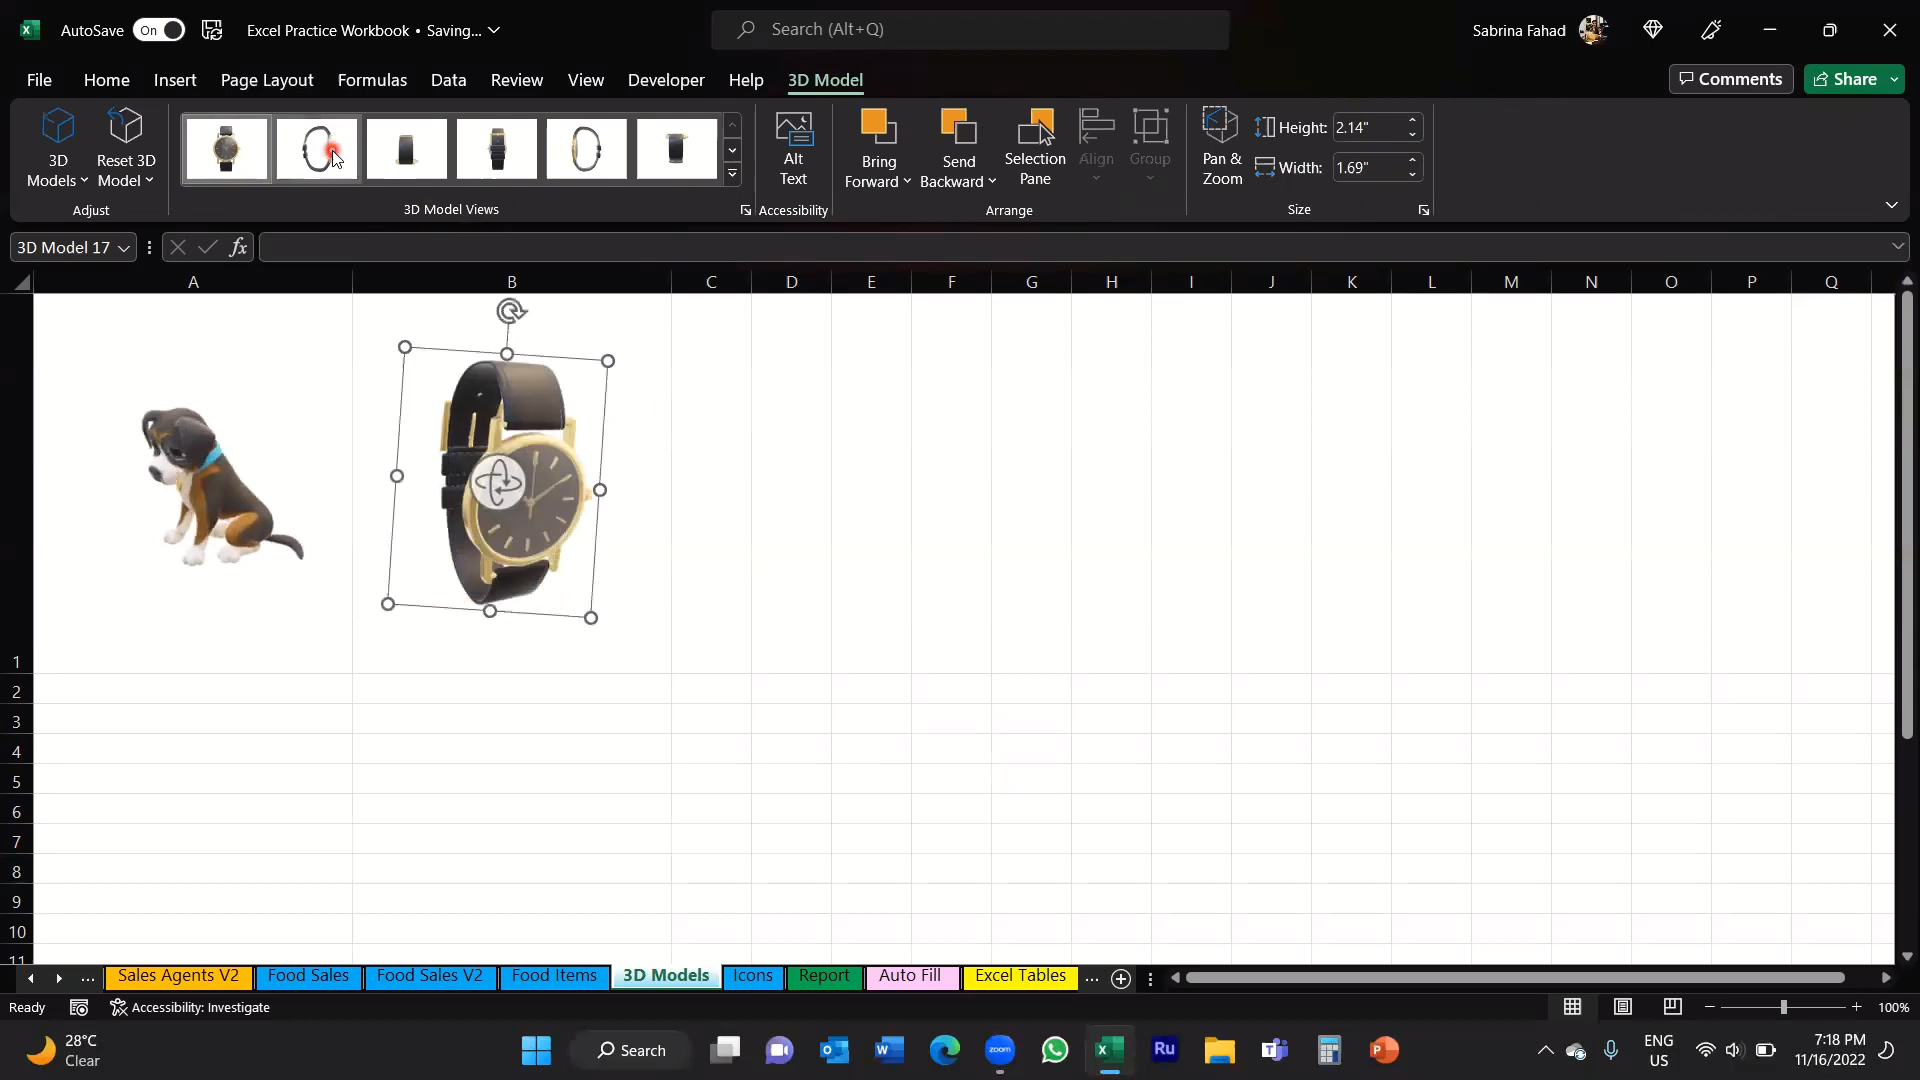 AutoSave On Excel Practice Workbook • Saving... Search (Alt+Q) Sabrina Fahad
File Home Insert Page Layout Formulas Data Review View Developer Help 3D Model Comments Share
3D Models Reset 3D Model Alt Text Bring Forward Send Backward Selection Pane Align Group Pan & Zoom
Height: 2.14"
Width: 1.69"
Adjust 3D Model Views Accessibility Arrange Size
3D Model 17 fx
A B C D E F G H I J K L M N O P Q
1
2
3
4
5
6
7
8
9
10
11
... Sales Agents V2 Food Sales Food Sales V2 Food Items 3D Models Icons Report Auto Fill Excel Tables ...
Ready Accessibility: Investigate 100%
28°C
Clear
Search
zoom
W X Ru P
ENG
US
7:18 PM
11/16/2022